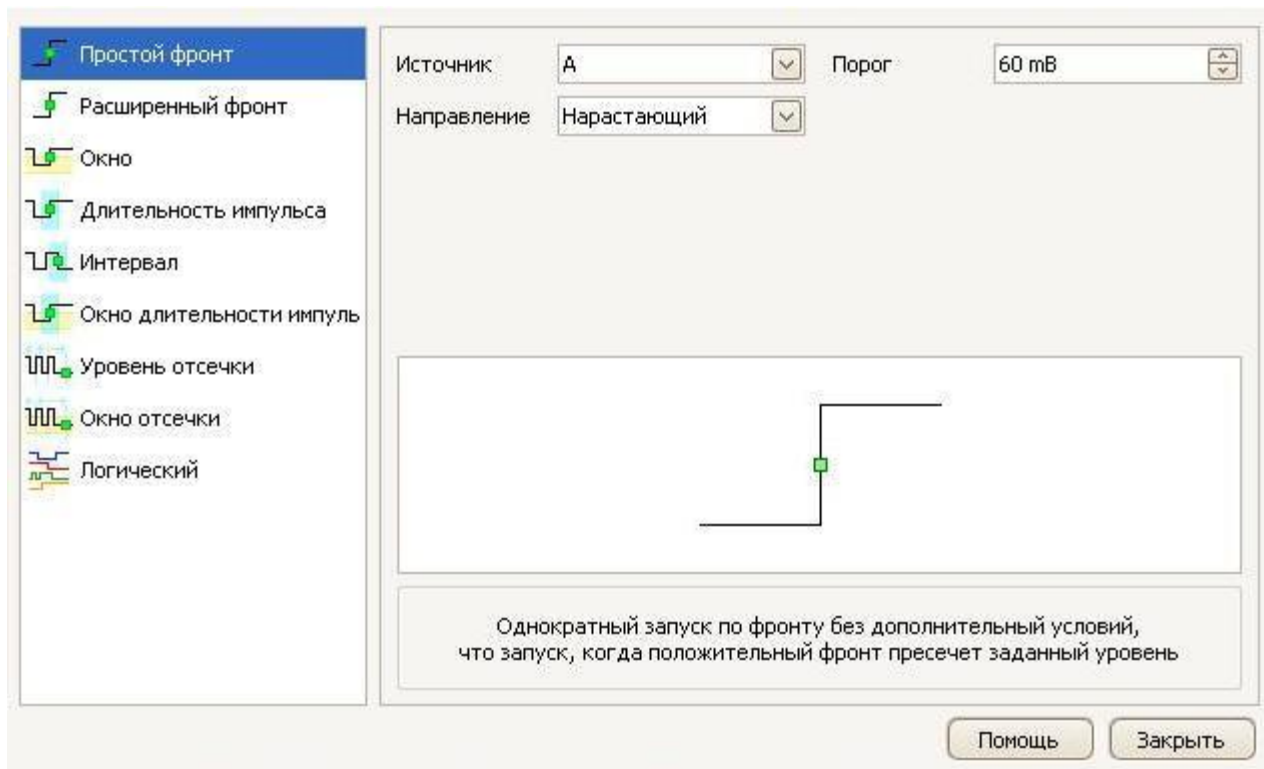 Простой фронт
Расширенный фронт
Окно
Длительность импульса
Интервал
Окно длительности импуль
Уровень отсечки
Окно отсечки
Логический
Источник A Порог 60 mВ
Направление Нарастающий
Однократный запуск по фронту без дополнительный условий,
что запуск, когда положительный фронт пресечет заданный уровень
Помощь Закрыть